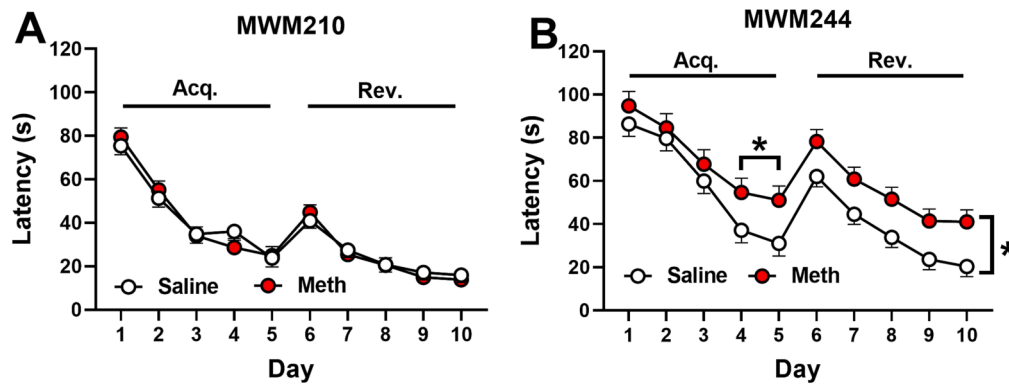 A
MWM210
120
100
80
60
40
20
0
Latency (s)
Acq.
Rev.
Saline
Meth
1 2 3 4 5 6 7 8 9 10
Day
B
MWM244
120
100
80
60
40
20
0
Latency (s)
Acq.
Rev.
*
*
Saline
Meth
1 2 3 4 5 6 7 8 9 10
Day